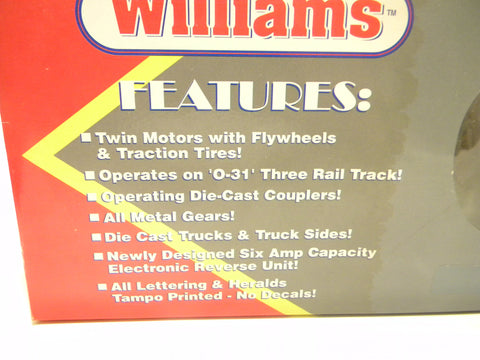 Williams™
FEATURES:
■ Twin Motors with Flywheels
& Traction Tires!
■ Operates on 'O-31' Three Rail Track!
■ Operating Die-Cast Couplers!
■ All Metal Gears!
■ Die Cast Trucks & Truck Sides!
■ Newly Designed Six Amp Capacity
Electronic Reverse Unit!
■ All Lettering & Heralds
Tampo Printed - No Decals!